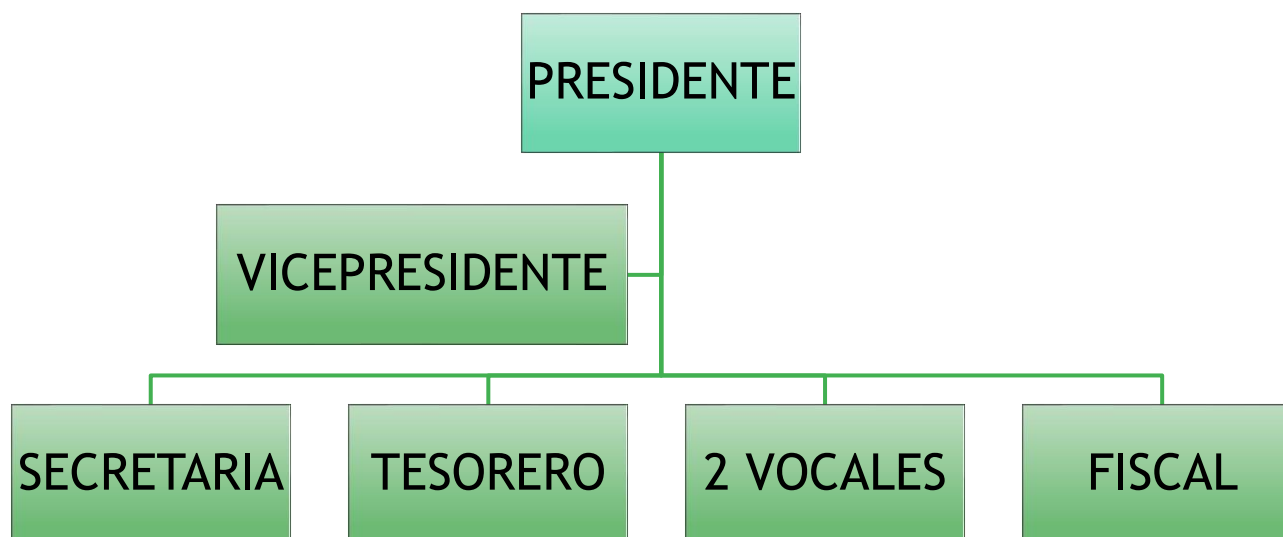 PRESIDENTE
VICEPRESIDENTE
SECRETARIA
TESORERO
2 VOCALES
FISCAL